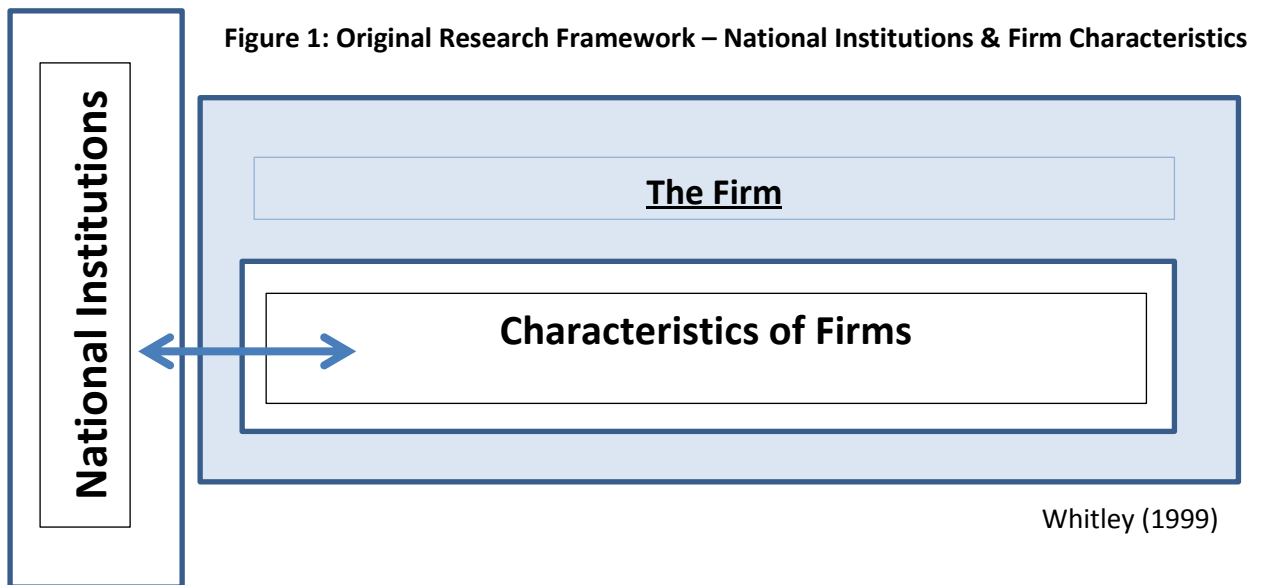 Figure 1: Original Research Framework – National Institutions & Firm Characteristics
National Institutions
The Firm
Characteristics of Firms
Whitley (1999)